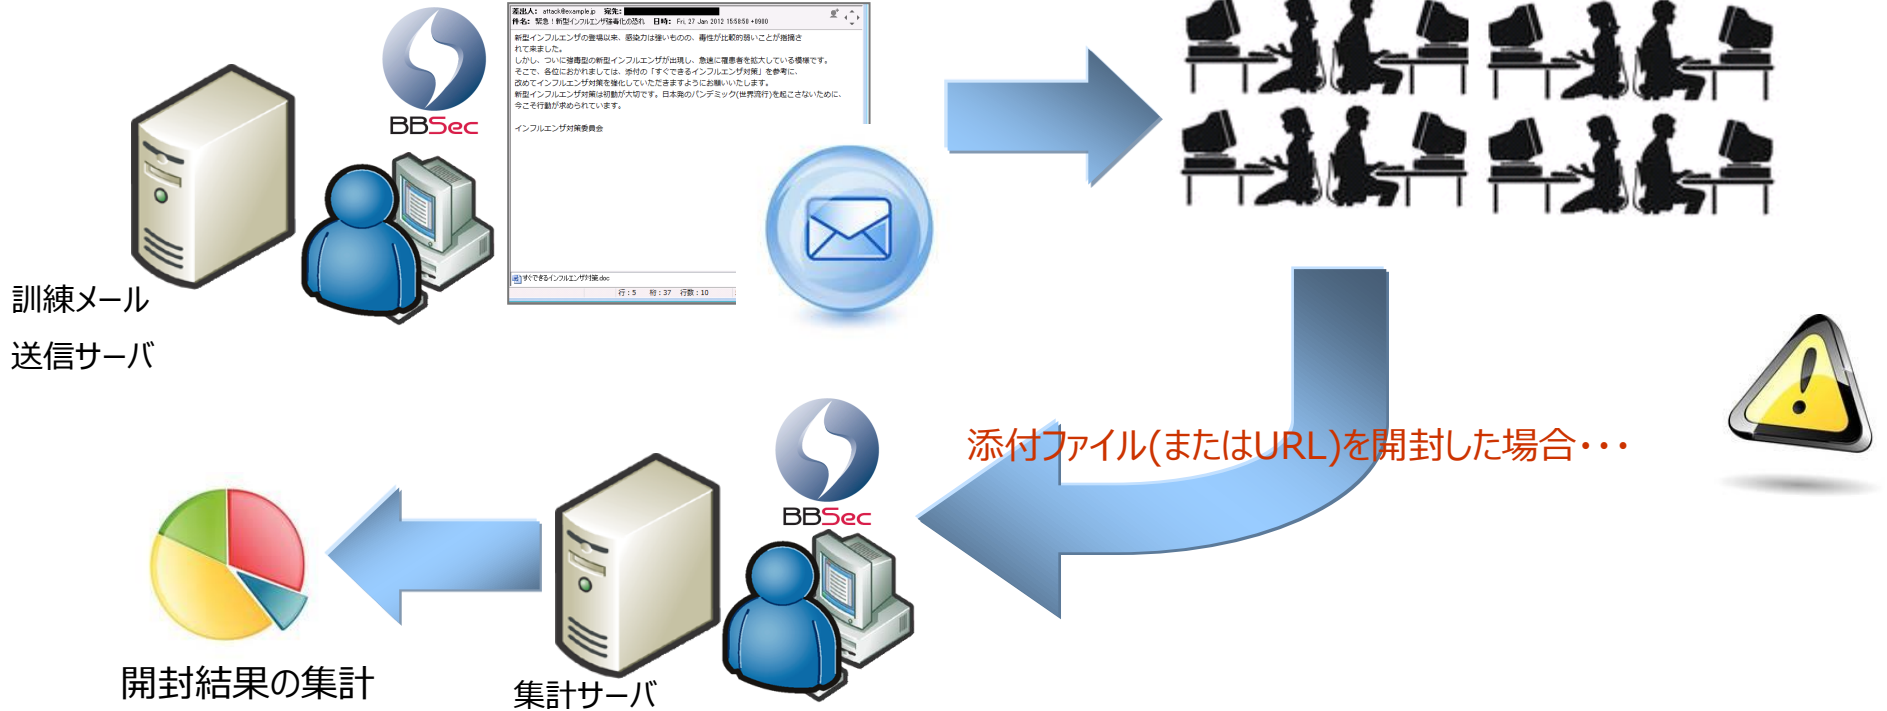 差出人: attack@example.jp 宛先:
件名: 緊急！新型インフルエンザ強毒化の恐れ 日時: Fri, 27 Jan 2012 15:50:50 +0900
新型インフルエンザの登場以来、感染力は強いものの、毒性が比較的弱いことが指摘さ
れて来ました。
しかし、ついに強毒型の新型インフルエンザが出現し、急速に罹患者を拡大している模様です。
そこで、各位におかれましては、添付の「すぐできるインフルエンザ対策」を参考に、
改めてインフルエンザ対策を強化していただきますようにお願いいたします。
新型インフルエンザ対策は初動が大切です。日本発のパンデミック(世界流行)を起こさないために、
今こそ行動が求められています。
インフルエンザ対策委員会
すぐできるインフルエンザ対策.doc
行：5 桁：37 行数：10
BBSec
訓練メール
送信サーバ
添付ファイル(またはURL)を開封した場合・・・
BBSec
開封結果の集計
集計サーバ